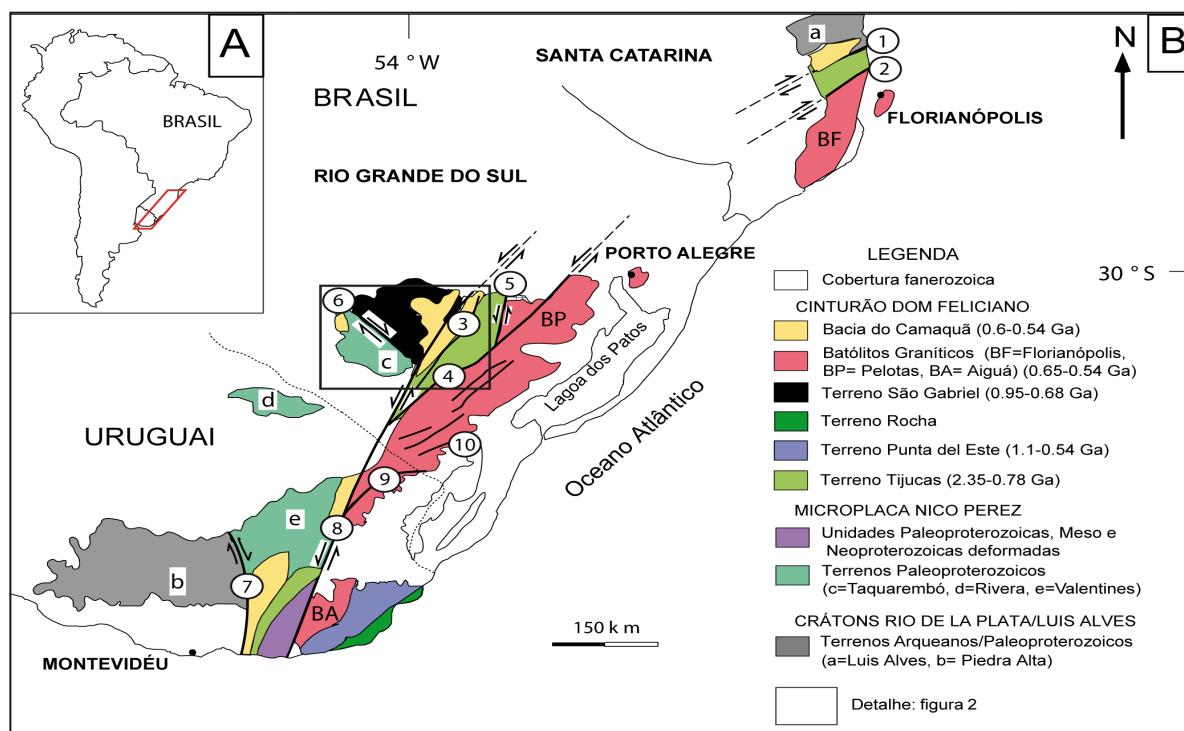 A
BRASIL
54 ° W
BRASIL
SANTA CATARINA
a
1
2
N
B
FLORIANÓPOLIS
BF
RIO GRANDE DO SUL
PORTO ALEGRE
6
5
3
BP
c
4
Lagoa dos Patos
d
URUGUAI
10
Oceano Atlântico
9
e
8
b
7
BA
150 k m
MONTEVIDÉU
LEGENDA
30 ° S
Cobertura fanerozoica
CINTURÃO DOM FELICIANO
Bacia do Camaquã (0.6-0.54 Ga)
Batólitos Graníticos (BF=Florianópolis,
BP= Pelotas, BA= Aiguá) (0.65-0.54 Ga)
Terreno São Gabriel (0.95-0.68 Ga)
Terreno Rocha
Terreno Punta del Este (1.1-0.54 Ga)
Terreno Tijucas (2.35-0.78 Ga)
MICROPLACA NICO PEREZ
Unidades Paleoproterozoicas, Meso e
Neoproterozoicas deformadas
Terrenos Paleoproterozoicos
(c=Taquarembó, d=Rivera, e=Valentines)
CRÁTONS RIO DE LA PLATA/LUIS ALVES
Terrenos Arqueanos/Paleoproterozoicos
(a=Luis Alves, b= Piedra Alta)
Detalhe: figura 2